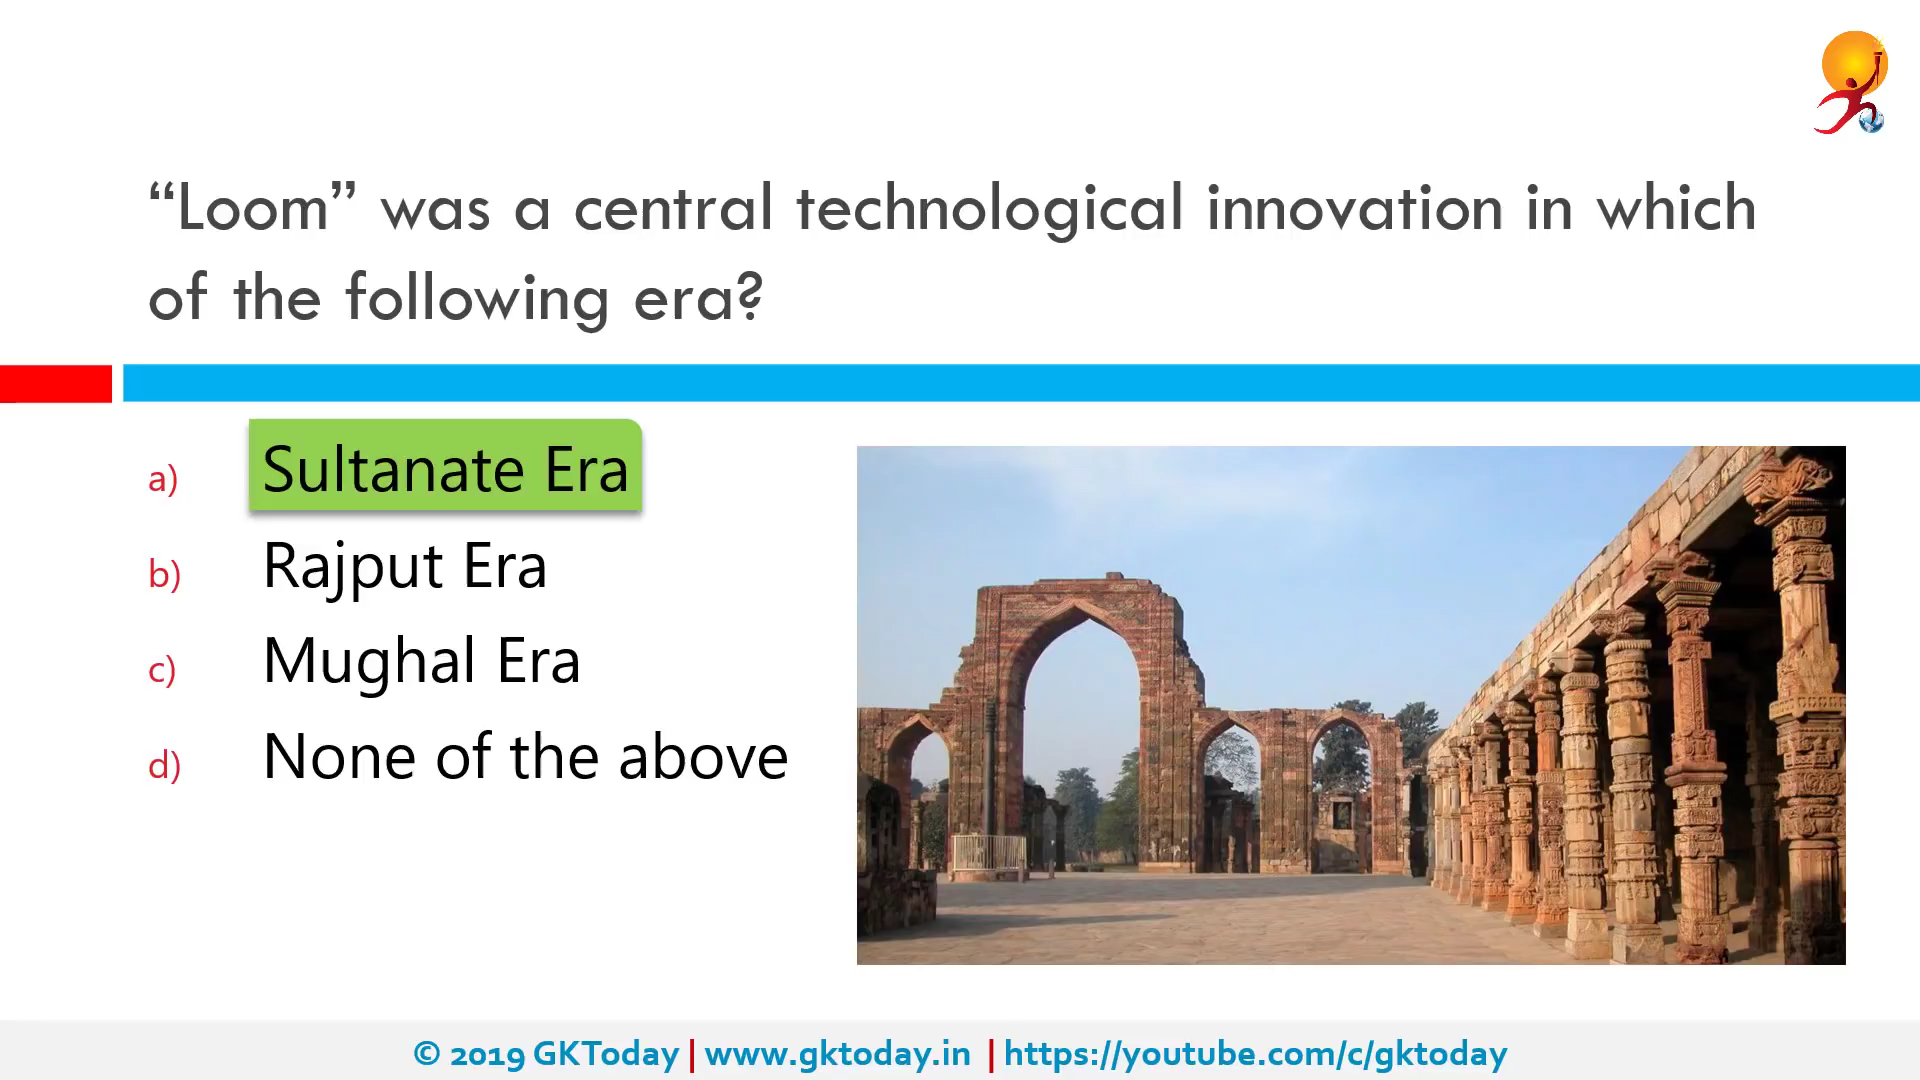 “Loom” was a central technological innovation in which
of the following era?
a) Sultanate Era
b) Rajput Era
c) Mughal Era
d) None of the above
© 2019 GKToday | www.gktoday.in | https://youtube.com/c/gktoday